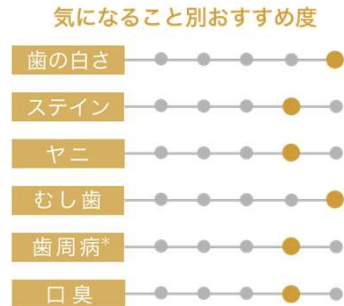 気になること別おすすめ度
歯の白さ
ステイン
ヤニ
むし歯
歯周病*
口臭